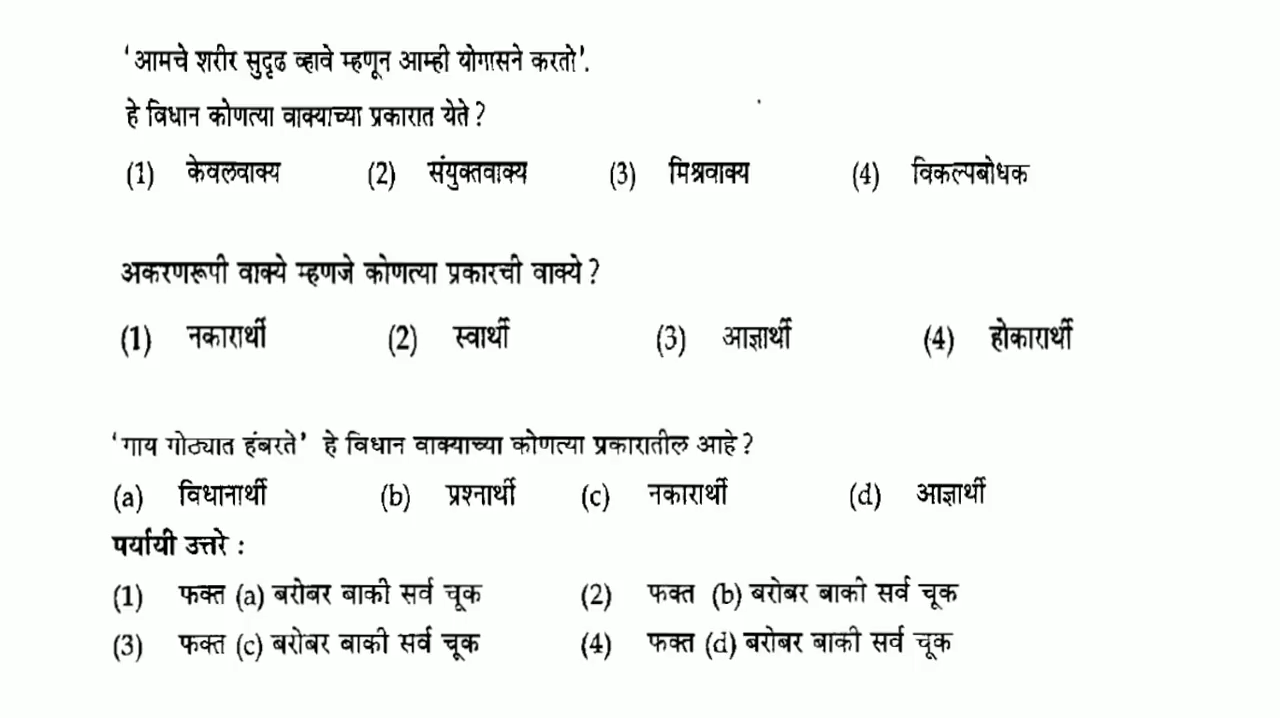 'आमचे शरीर सुदृढ व्हावे म्हणून आम्ही योगासने करतो'.
हे विधान कोणत्या वाक्याच्या प्रकारात येते ?
(1) केवलवाक्य (2) संयुक्तवाक्य (3) मिश्रवाक्य (4) विकल्पबोधक
अकरणरूपी वाक्ये म्हणजे कोणत्या प्रकारची वाक्ये ?
(1) नकारार्थी (2) स्वार्थी (3) आज्ञार्थी (4) होकारार्थी
'गाय गोठ्यात हंबरते' हे विधान वाक्याच्या कोणत्या प्रकारातील आहे ?
(a) विधानार्थी (b) प्रश्नार्थी (c) नकारार्थी (d) आज्ञार्थी
पर्यायी उत्तरे :
(1) फक्त (a) बरोबर बाकी सर्व चूक (2) फक्त (b) बरोबर बाकी सर्व चूक
(3) फक्त (c) बरोबर बाकी सर्व चूक (4) फक्त (d) बरोबर बाकी सर्व चूक